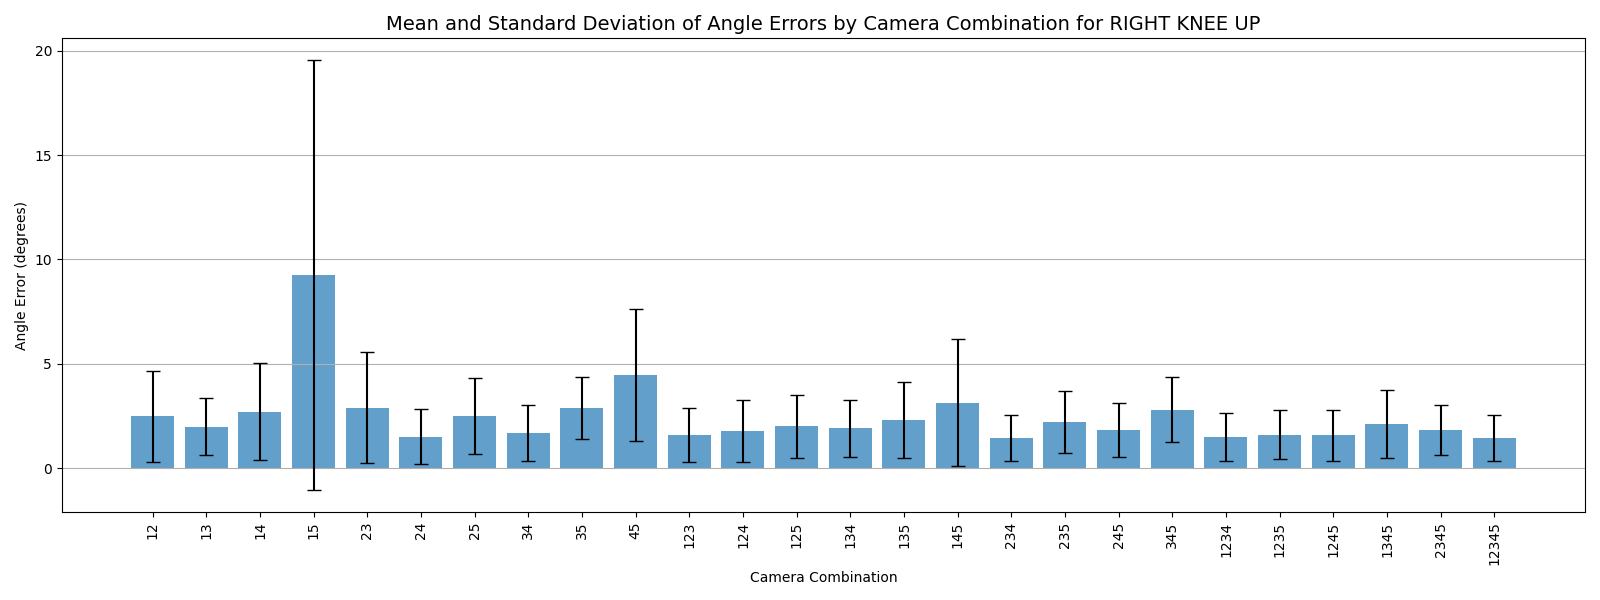 Mean and Standard Deviation of Angle Errors by Camera Combination for RIGHT KNEE UP
20
15
10
5
0
Angle Error (degrees)
12 13 14 15 23 24 25 34 35 45 123 124 125 134 135 145 234 235 245 345 1234 1235 1245 1345 2345 12345
Camera Combination